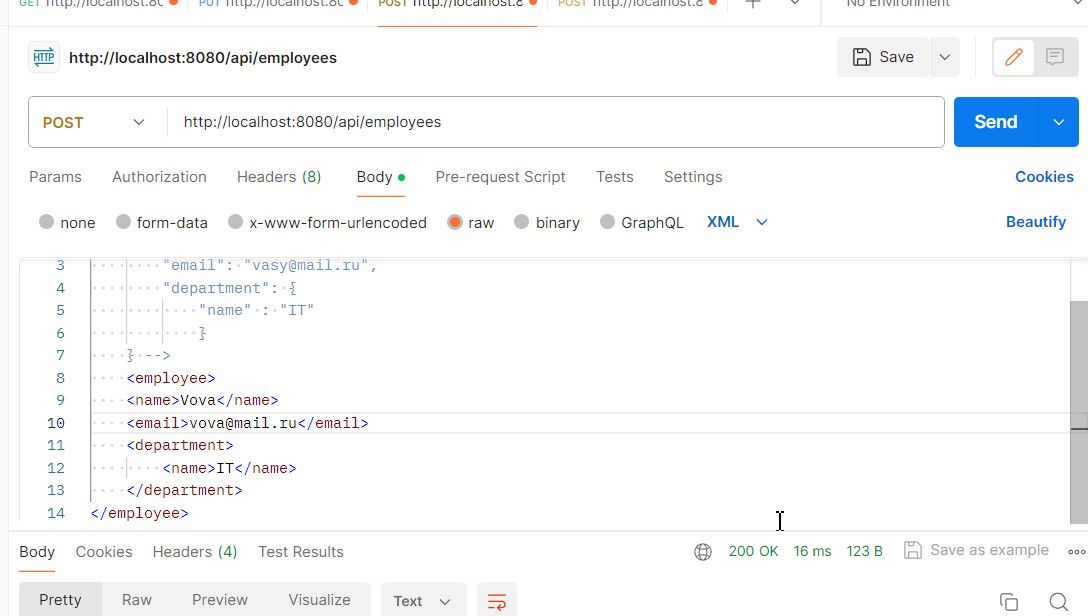 GET http://localhost:8C PUT http://localhost:8C POST http://localhost:8 POST http://localhost:8 No Environment
HTTP http://localhost:8080/api/employees Save
POST http://localhost:8080/api/employees Send
Params Authorization Headers (8) Body Pre-request Script Tests Settings Cookies
none form-data x-www-form-urlencoded raw binary GraphQL XML Beautify
3 "email": "vasy@mail.ru",
4 "department": {
5 "name" : "IT"
6 }
7 } -->
8 <employee>
9 <name>Vova</name>
10 <email>vova@mail.ru</email>
11 <department>
12 <name>IT</name>
13 </department>
14 </employee>
Body Cookies Headers (4) Test Results 200 OK 16 ms 123 B Save as example
Pretty Raw Preview Visualize Text